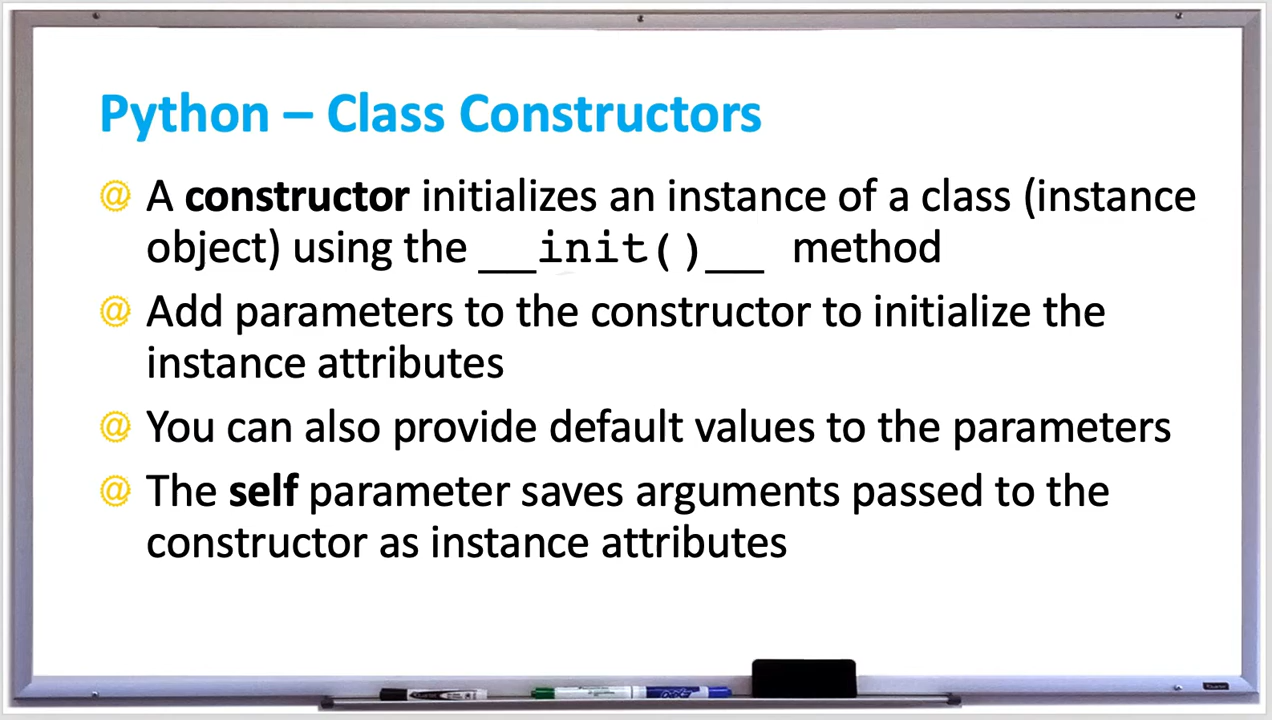 Python – Class Constructors
@ A constructor initializes an instance of a class (instance
object) using the __init()__ method
@ Add parameters to the constructor to initialize the
instance attributes
@ You can also provide default values to the parameters
@ The self parameter saves arguments passed to the
constructor as instance attributes